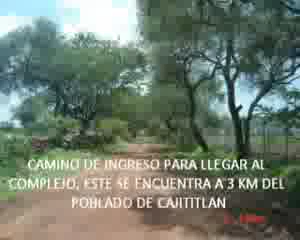 CAMINO DE INGRESO PARA LLEGAR AL
COMPLEJO, ESTE SE ENCUENTRA A 3 KM DEL
POBLADO DE CAJITITLAN